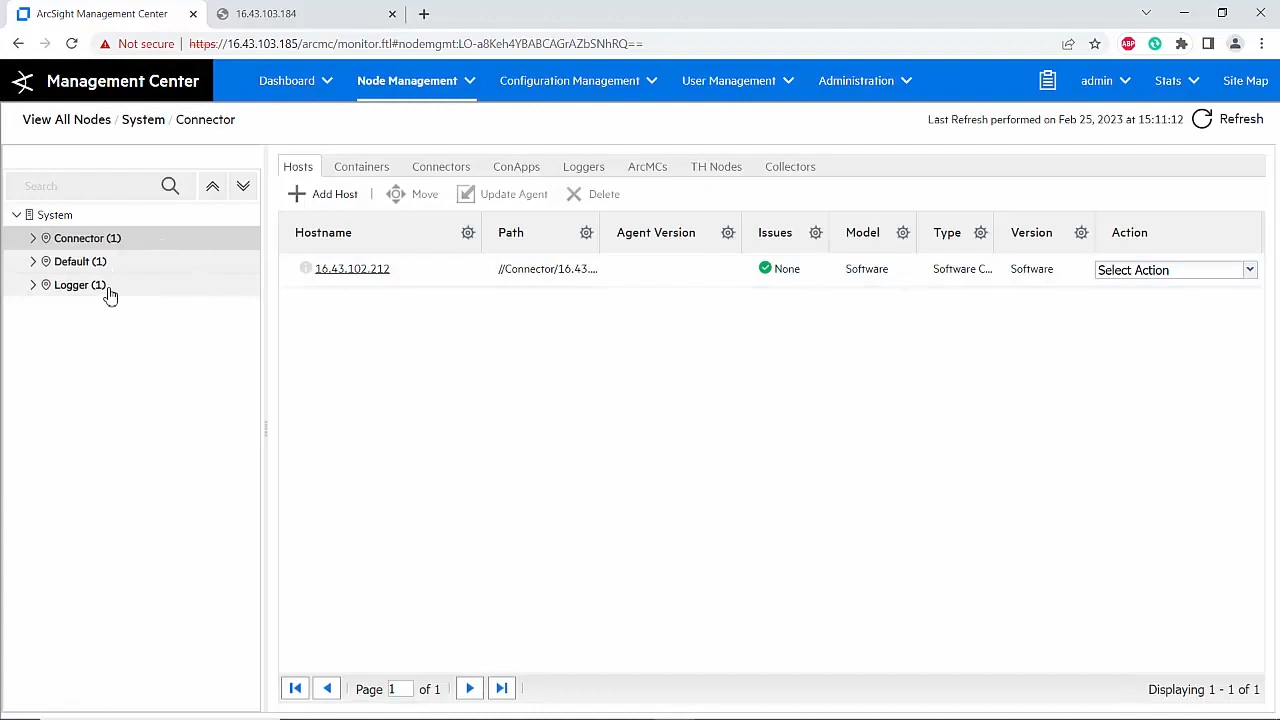 ArcSight Management Center
16.43.103.184
Not secure
https://16.43.103.185/arcmc/monitor.ftl#nodemgmt-LO-a8Keh4YBABCAGrAZbSNhRQ==
ABP
Management Center
Dashboard
Node Management
Configuration Management
User Management
Administration
admin
Stats
Site Map
View All Nodes / System / Connector
Last Refresh performed on Feb 25, 2023 at 15:11:12
Refresh
Search
System
Connector (1)
Default (1)
Logger (1)
Hosts
Containers
Connectors
ConApps
Loggers
ArcMCs
TH Nodes
Collectors
Add Host
Move
Update Agent
Delete
Hostname
Path
Agent Version
Issues
Model
Type
Version
Action
16.43.102.212
//Connector/16.43....
None
Software
Software C...
Software
Select Action
Page 1 of 1
Displaying 1 - 1 of 1